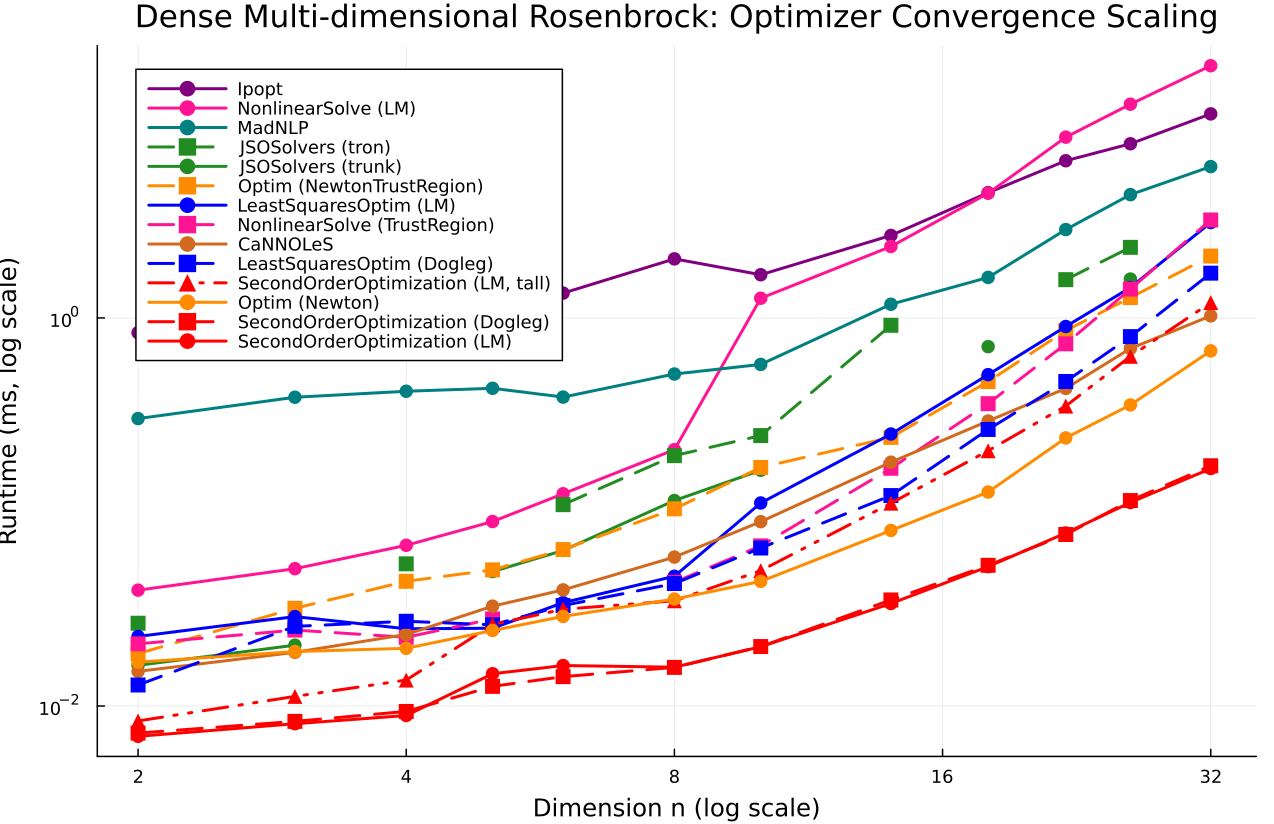 Dense Multi-dimensional Rosenbrock: Optimizer Convergence Scaling
Ipopt
NonlinearSolve (LM)
MadNLP
JSOSolvers (tron)
JSOSolvers (trunk)
Optim (NewtonTrustRegion)
LeastSquaresOptim (LM)
NonlinearSolve (TrustRegion)
CaNNOLeS
LeastSquaresOptim (Dogleg)
SecondOrderOptimization (LM, tall)
Optim (Newton)
SecondOrderOptimization (Dogleg)
SecondOrderOptimization (LM)
Runtime (ms, log scale)
10⁰
10⁻²
2 4 8 16 32
Dimension n (log scale)